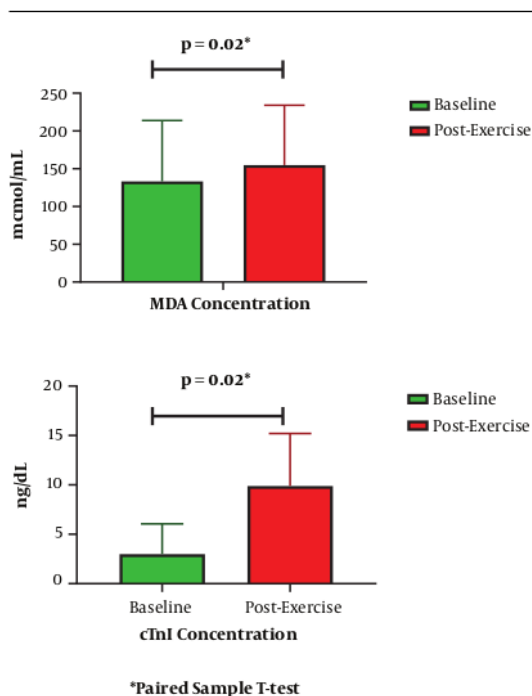 p = 0.02*
250
200
150
100
50
0
mcmol/mL
Baseline
Post-Exercise
MDA Concentration
p = 0.02*
20
15
10
5
0
ng/dL
Baseline
Post-Exercise
Baseline Post-Exercise
cTnI Concentration
*Paired Sample T-test